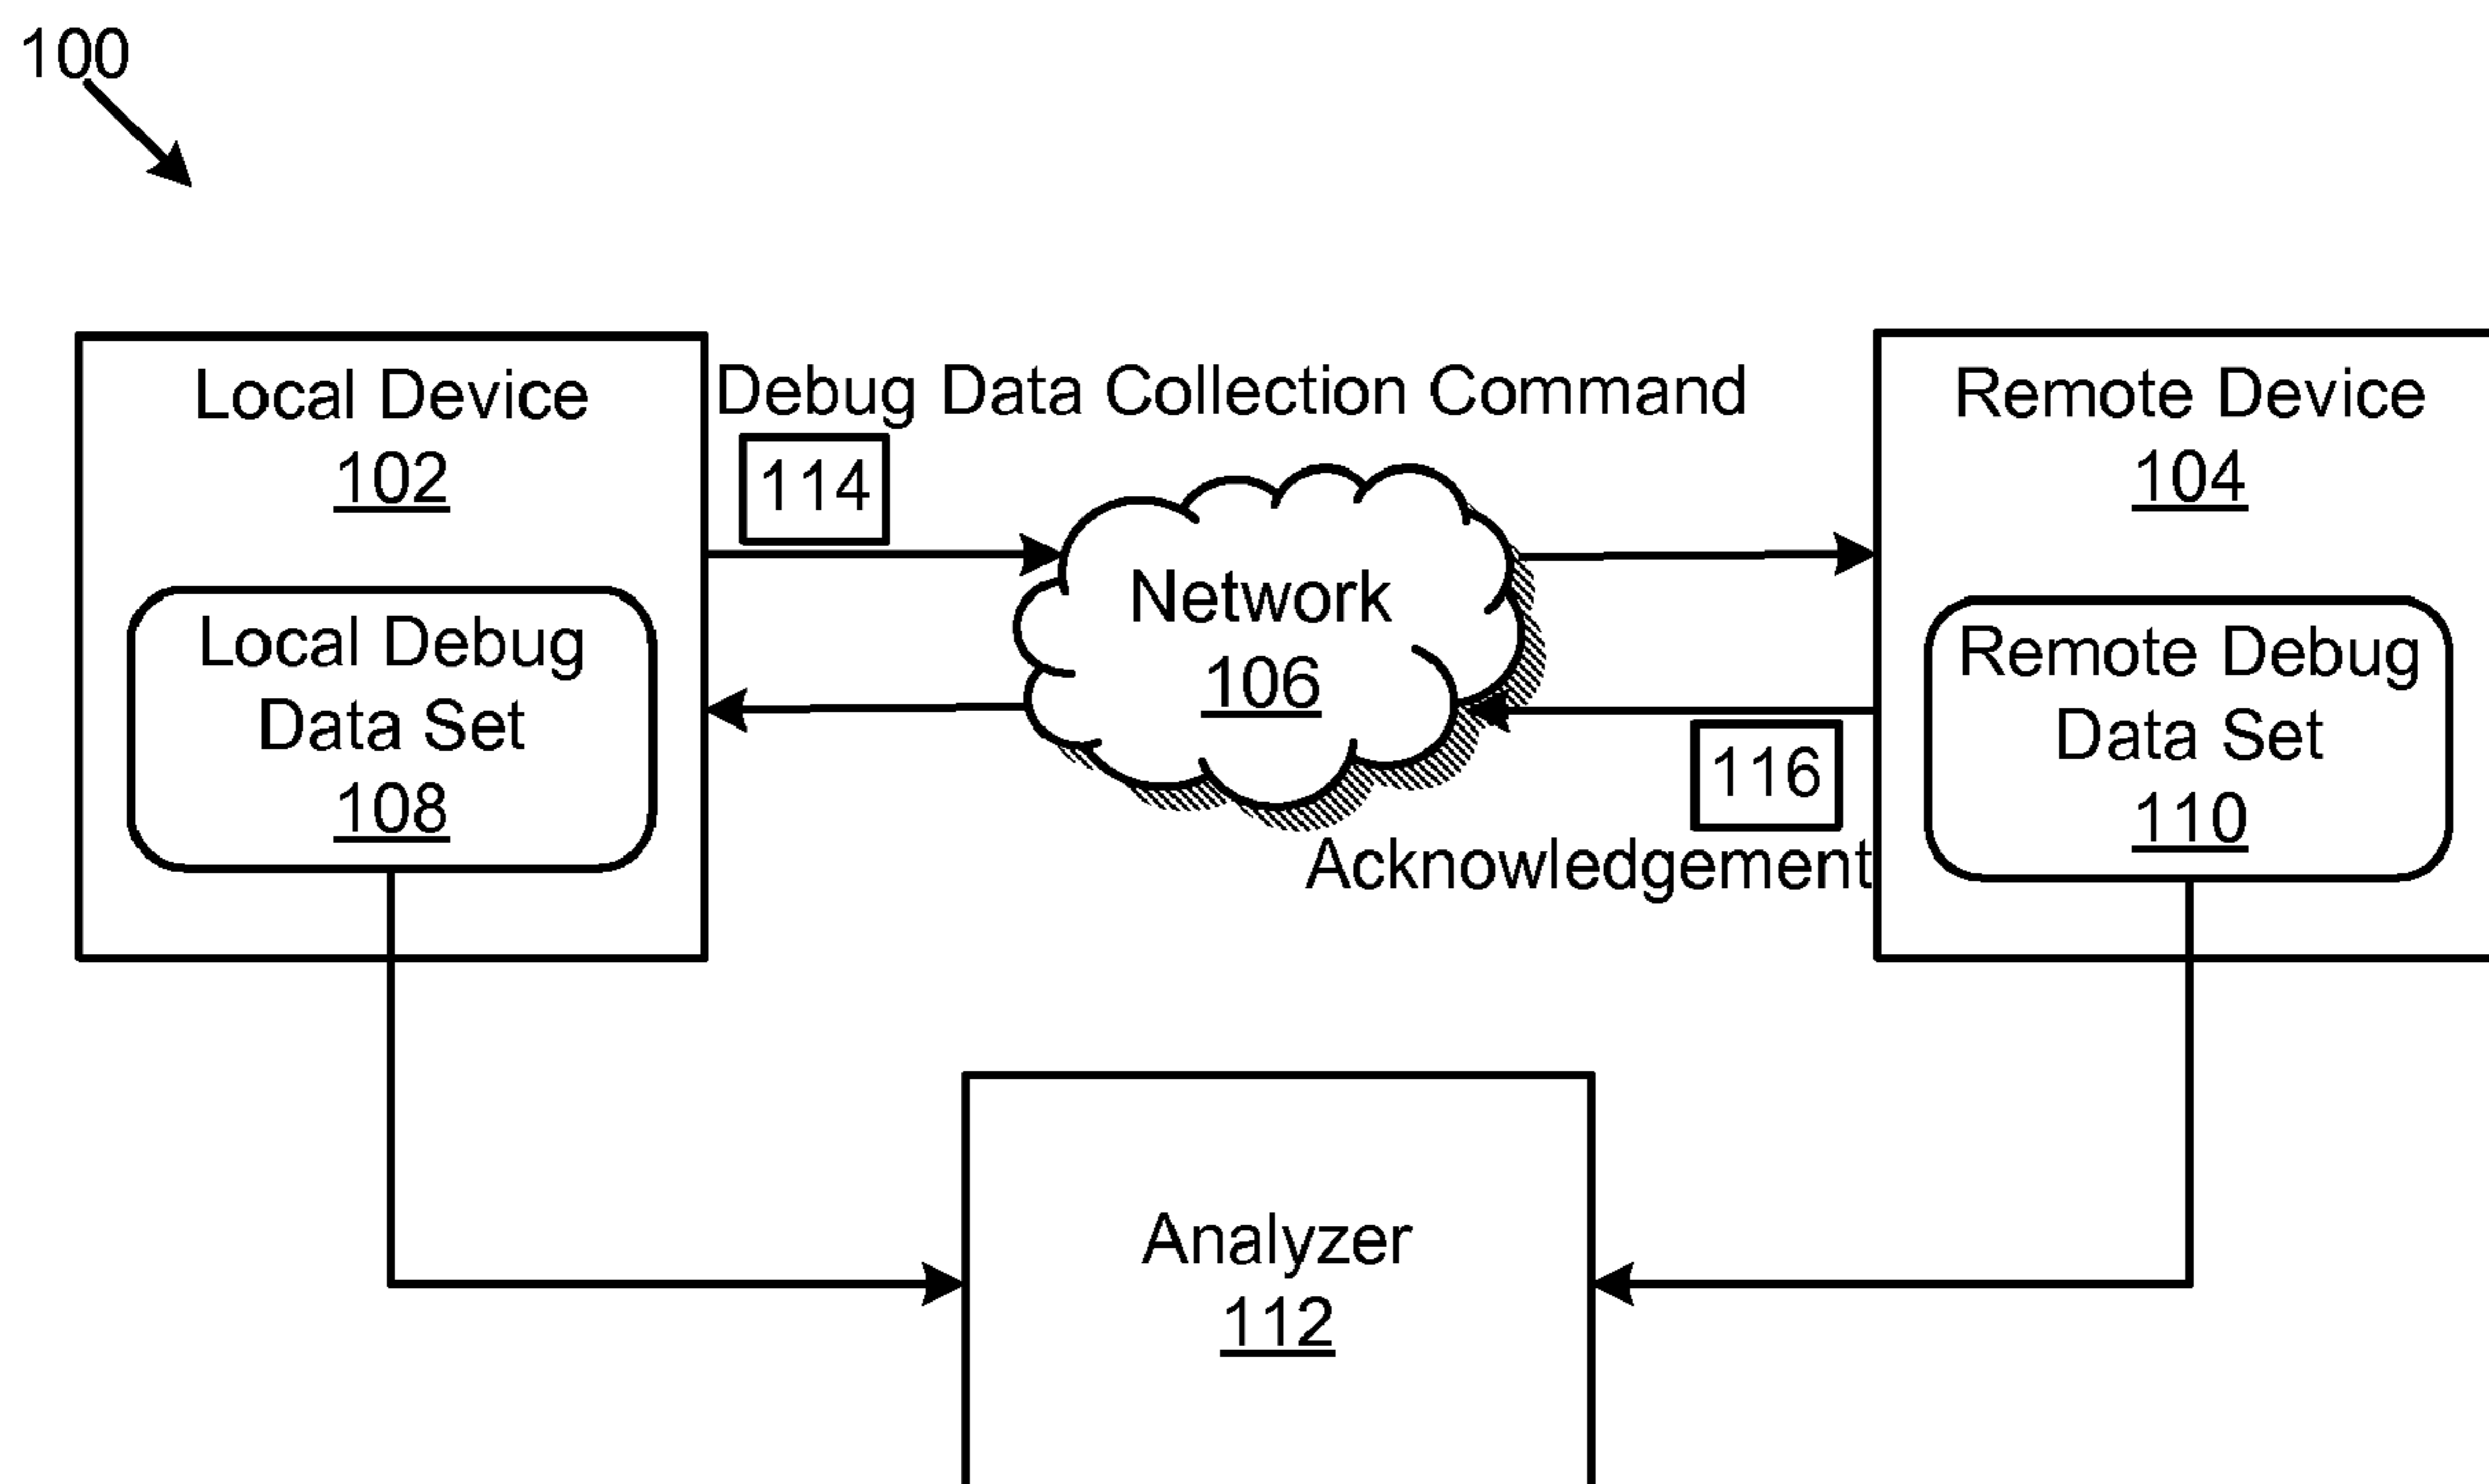 100
Local Device
102
Debug Data Collection Command
114
Remote Device
104
Network
106
Local Debug
Data Set
108
Remote Debug
Data Set
110
116
Acknowledgement
Analyzer
112